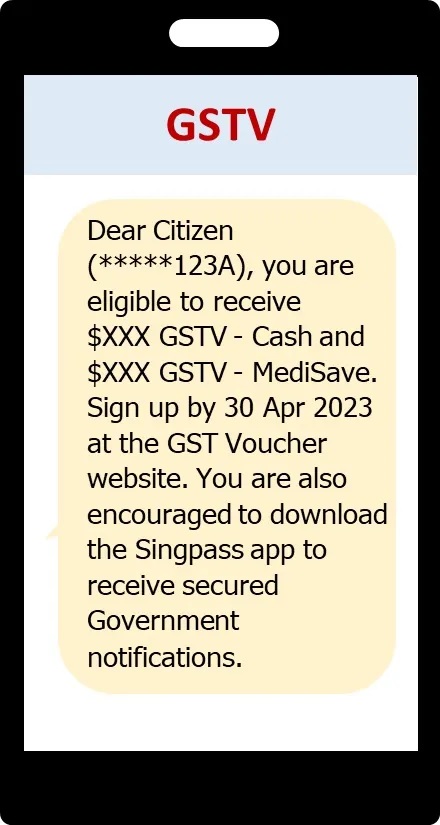 GSTV
Dear Citizen
(*****123A), you are
eligible to receive
$XXX GSTV - Cash and
$XXX GSTV - MediSave.
Sign up by 30 Apr 2023
at the GST Voucher
website. You are also
encouraged to download
the Singpass app to
receive secured
Government
notifications.